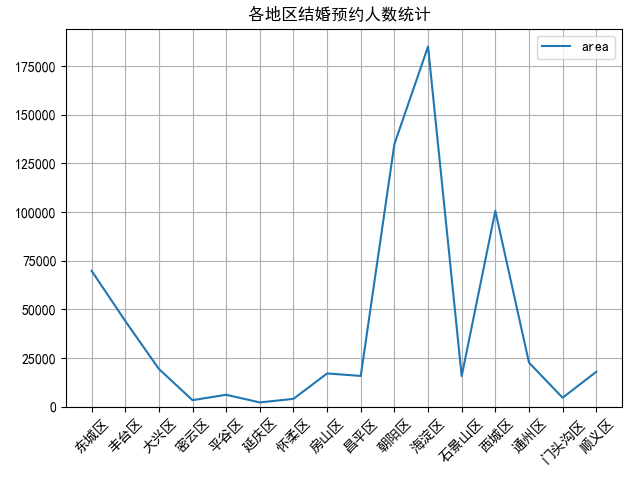 各地区结婚预约人数统计
area
175000
150000
125000
100000
75000
50000
25000
0
东城区
丰台区
大兴区
密云区
平谷区
延庆区
怀柔区
房山区
昌平区
朝阳区
海淀区
石景山区
西城区
通州区
门头沟区
顺义区